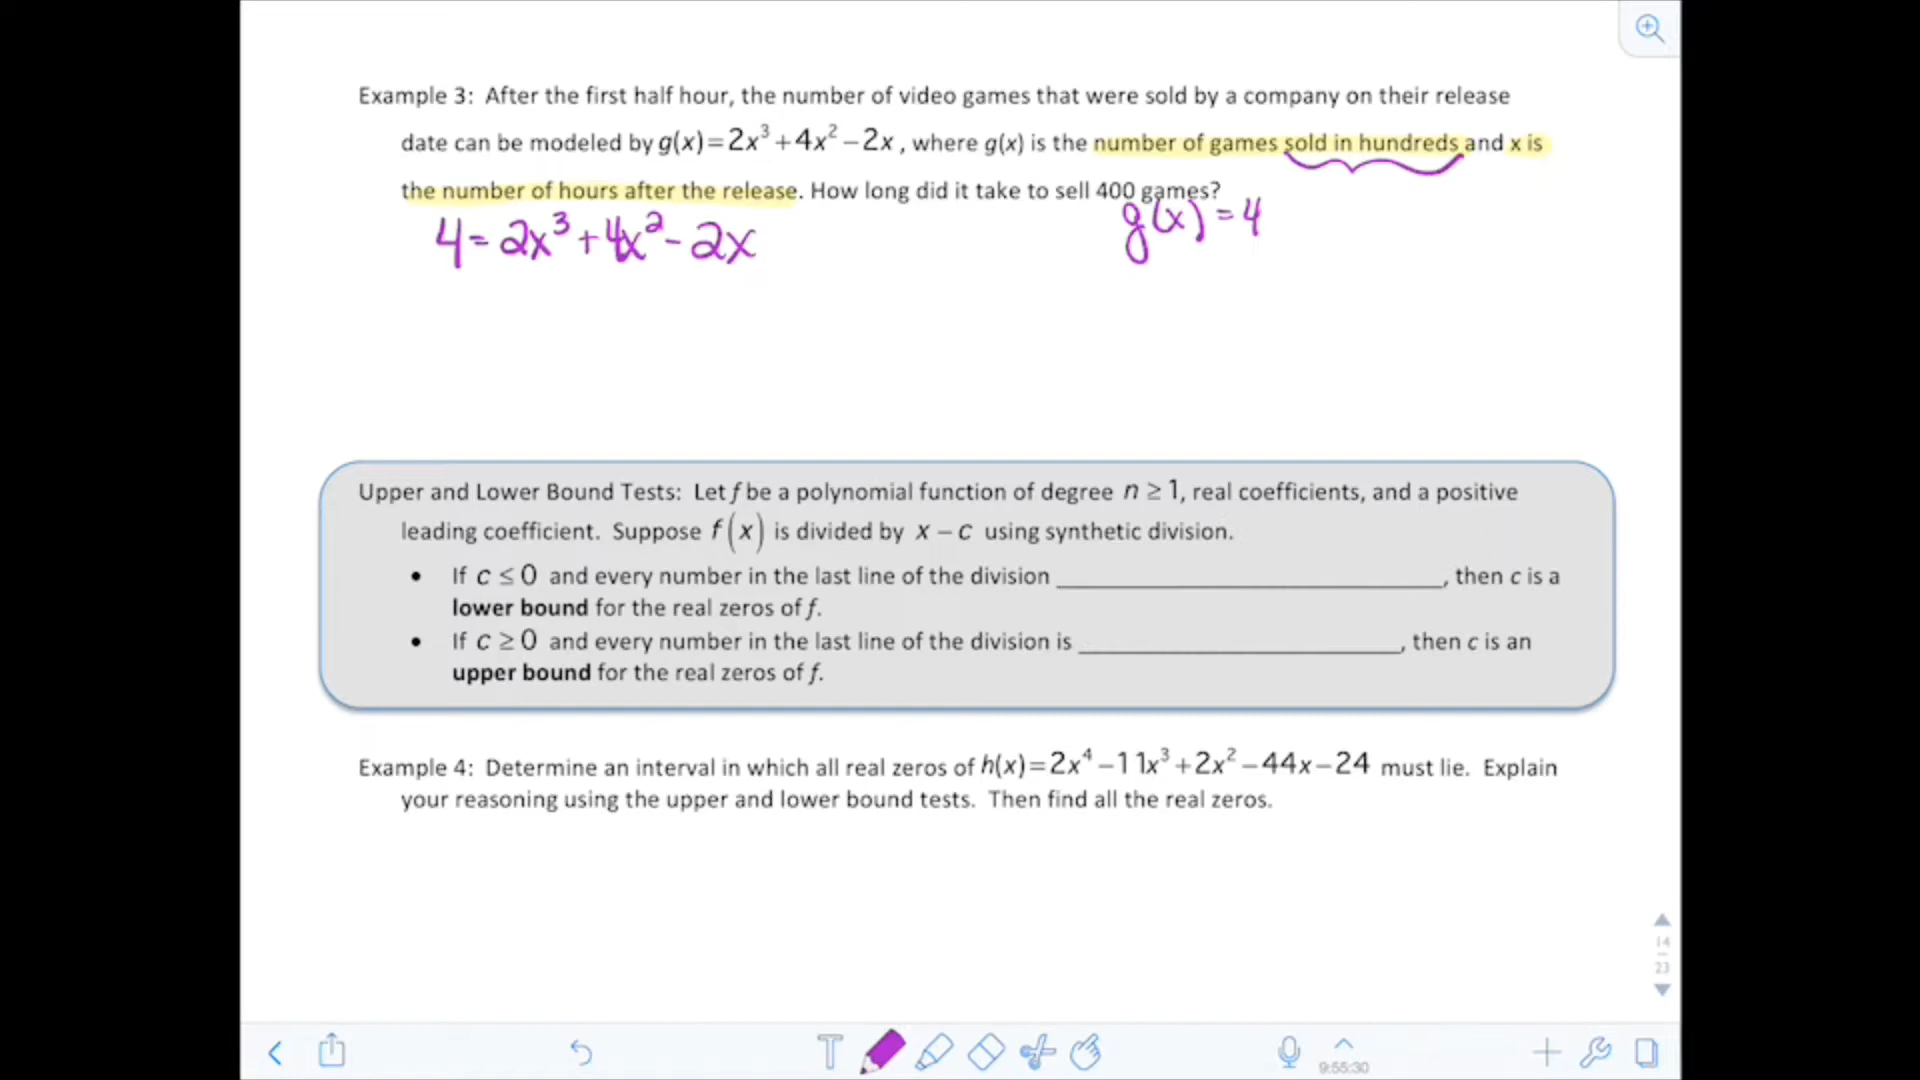 Example 3: After the first half hour, the number of video games that were sold by a company on their release
date can be modeled by g(x)=2x³+4x²−2x, where g(x) is the number of games sold in hundreds and x is
the number of hours after the release. How long did it take to sell 400 games?
4=2x³+4x²-2x
g(x)=4
Upper and Lower Bound Tests: Let f be a polynomial function of degree n ≥ 1, real coefficients, and a positive
leading coefficient. Suppose f(x) is divided by x − c using synthetic division.
• If c ≤ 0 and every number in the last line of the division ______________________________, then c is a
lower bound for the real zeros of f.
• If c ≥ 0 and every number in the last line of the division is _________________________, then c is an
upper bound for the real zeros of f.
Example 4: Determine an interval in which all real zeros of h(x)=2x⁴−11x³+2x²−44x−24 must lie. Explain
your reasoning using the upper and lower bound tests. Then find all the real zeros.
14
23
T
9:55:30